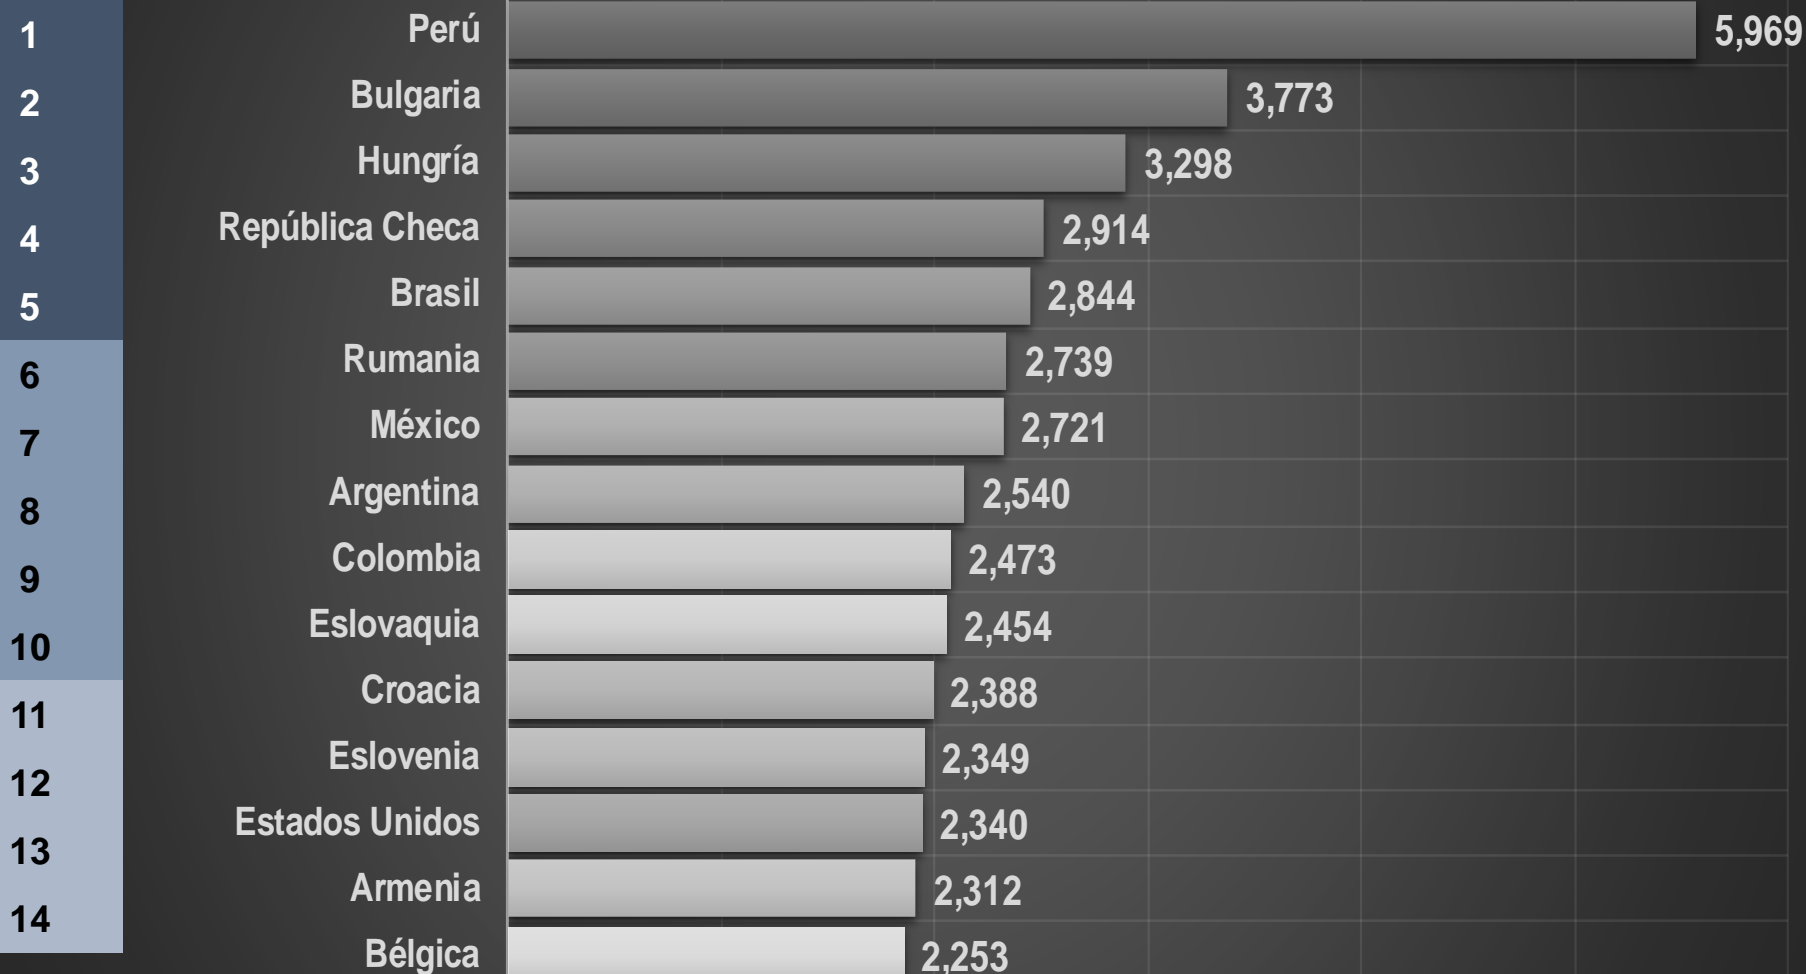 1 Perú 5,969
2 Bulgaria 3,773
3 Hungría 3,298
4 República Checa 2,914
5 Brasil 2,844
6 Rumania 2,739
7 México 2,721
8 Argentina 2,540
9 Colombia 2,473
10 Eslovaquia 2,454
11 Croacia 2,388
12 Eslovenia 2,349
13 Estados Unidos 2,340
14 Armenia 2,312
Bélgica 2,253